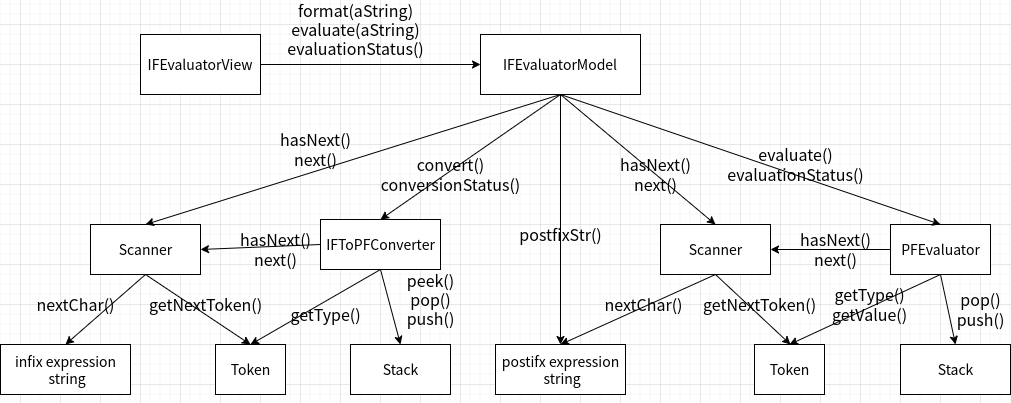 format(aString)
evaluate(aString)
evaluationStatus()
IFEvaluatorView
IFEvaluatorModel
hasNext()
next()
convert()
conversionStatus()
hasNext()
next()
evaluate()
evaluationStatus()
postfixStr()
Scanner
hasNext()
next()
IFToPFConverter
Scanner
hasNext()
next()
PFEvaluator
nextChar()
getNextToken()
getType()
peek()
pop()
push()
nextChar()
getNextToken()
getType()
getValue()
pop()
push()
infix expression
string
Token
Stack
postifx expression
string
Token
Stack